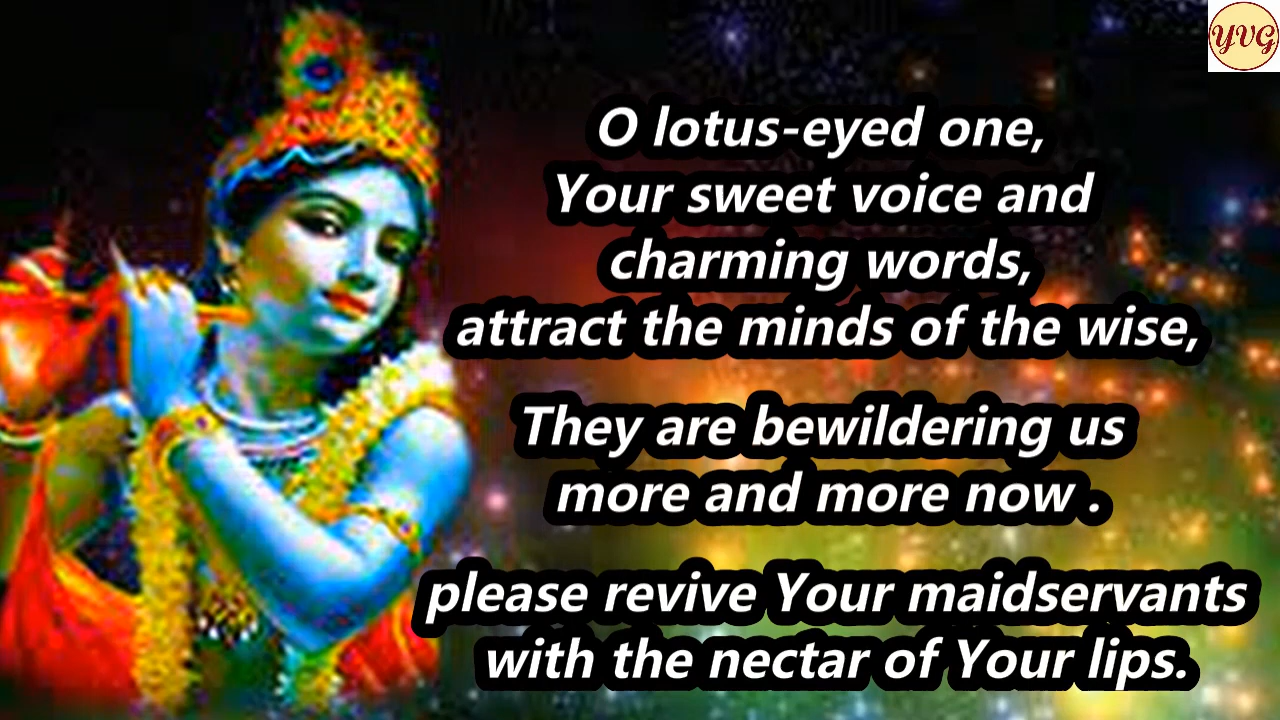 YVG
O lotus-eyed one,
Your sweet voice and
charming words,
attract the minds of the wise,
They are bewildering us
more and more now .
please revive Your maidservants
with the nectar of Your lips.